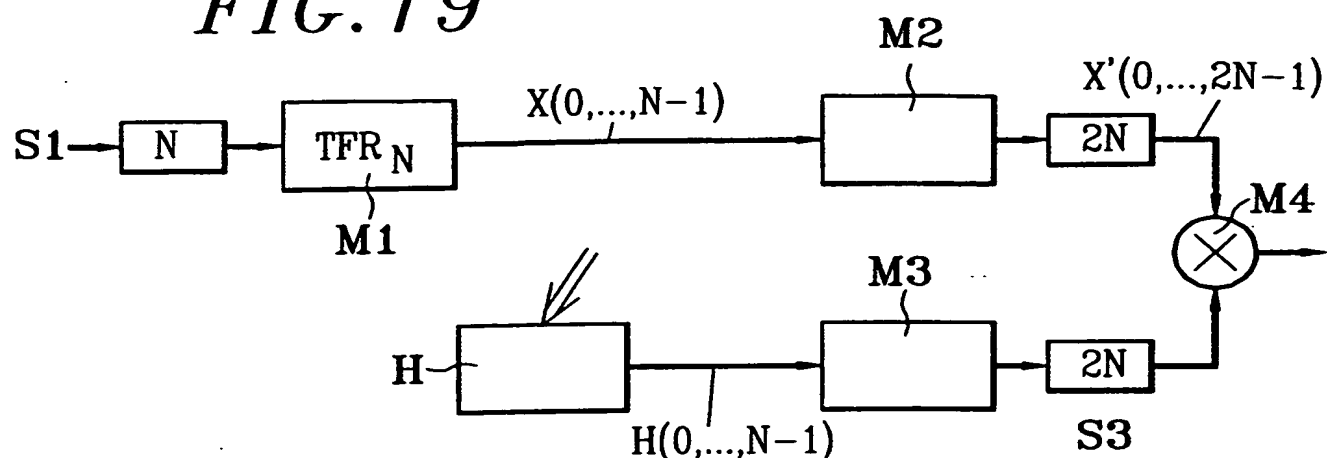 FIG. 19
M2
X(0,...,N-1)
X'(0,...,2N-1)
S1
N
TFR N
2N
M1
M4
M3
H
2N
H(0,...,N-1)
S3